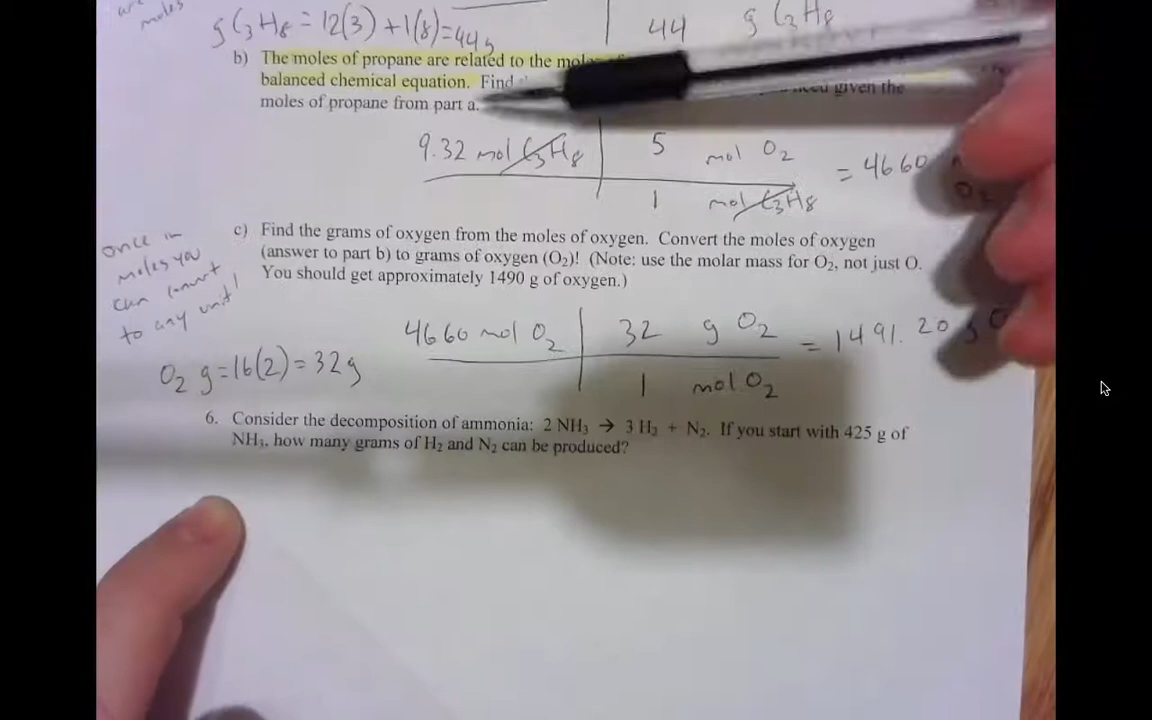 moles
g C3H8 = 12(3) + 1(8) = 44g
44 g C3H8
b) The moles of propane are related to the
balanced chemical equation. Find given the
moles of propane from part a.
9.32 mol C3H8 5 mol O2 = 4660
1 mol C3H8 O2
c) Find the grams of oxygen from the moles of oxygen. Convert the moles of oxygen
(answer to part b) to grams of oxygen (O2)! (Note: use the molar mass for O2, not just O.
You should get approximately 1490 g of oxygen.)
once in
moles you
can convert
to any unit!
4660 mol O2 32 g O2 = 1491.20 g
1 mol O2
O2 g = 16(2) = 32g
6. Consider the decomposition of ammonia: 2 NH3 → 3 H2 + N2. If you start with 425 g of
NH3, how many grams of H2 and N2 can be produced?